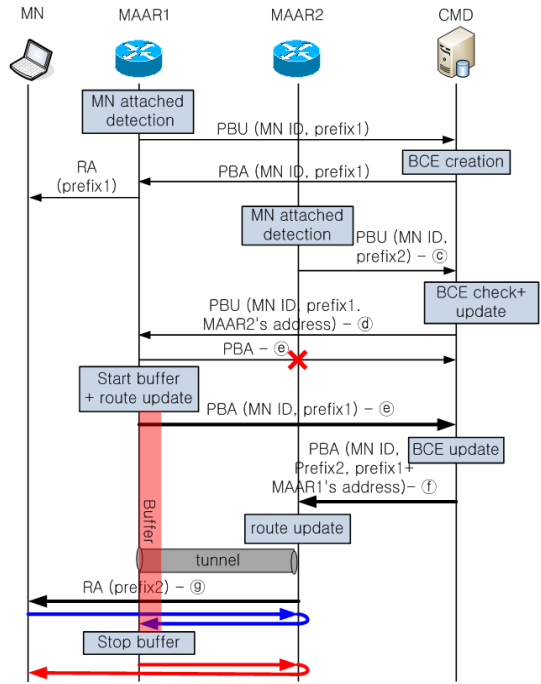 MN
MAAR1
MAAR2
CMD
MN attached
detection
PBU (MN ID, prefix1)
BCE creation
PBA (MN ID, prefix1)
RA
(prefix1)
MN attached
detection
PBU (MN ID,
prefix2) – ⓒ
BCE check+
update
PBU (MN ID, prefix1.
MAAR2's address) – ⓓ
PBA – ⓔ
Start buffer
+ route update
PBA (MN ID, prefix1) – ⓔ
PBA (MN ID,
Prefix2, prefix1+
MAAR1's address)– ⓕ
BCE update
Buffer
route update
tunnel
RA (prefix2) – ⓖ
Stop buffer